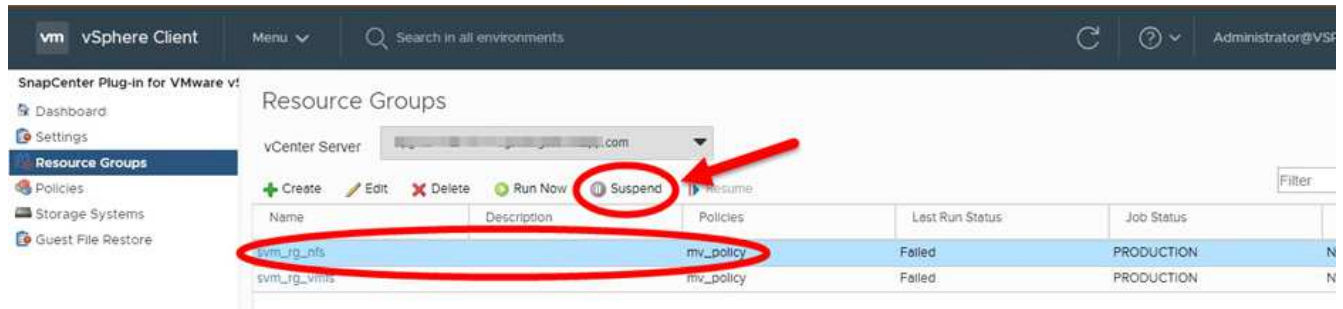 vm vSphere Client Menu Search in all environments Administrator@VSP
SnapCenter Plug-in for VMware vS
Dashboard
Settings
Resource Groups
Policies
Storage Systems
Guest File Restore
Resource Groups
vCenter Server .com
Create Edit Delete Run Now Suspend Resume
Filter
Name Description Policies Last Run Status Job Status
svm_rg_nfs mv_policy Failed PRODUCTION N
svm_rg_vmfs mv_policy Failed PRODUCTION N